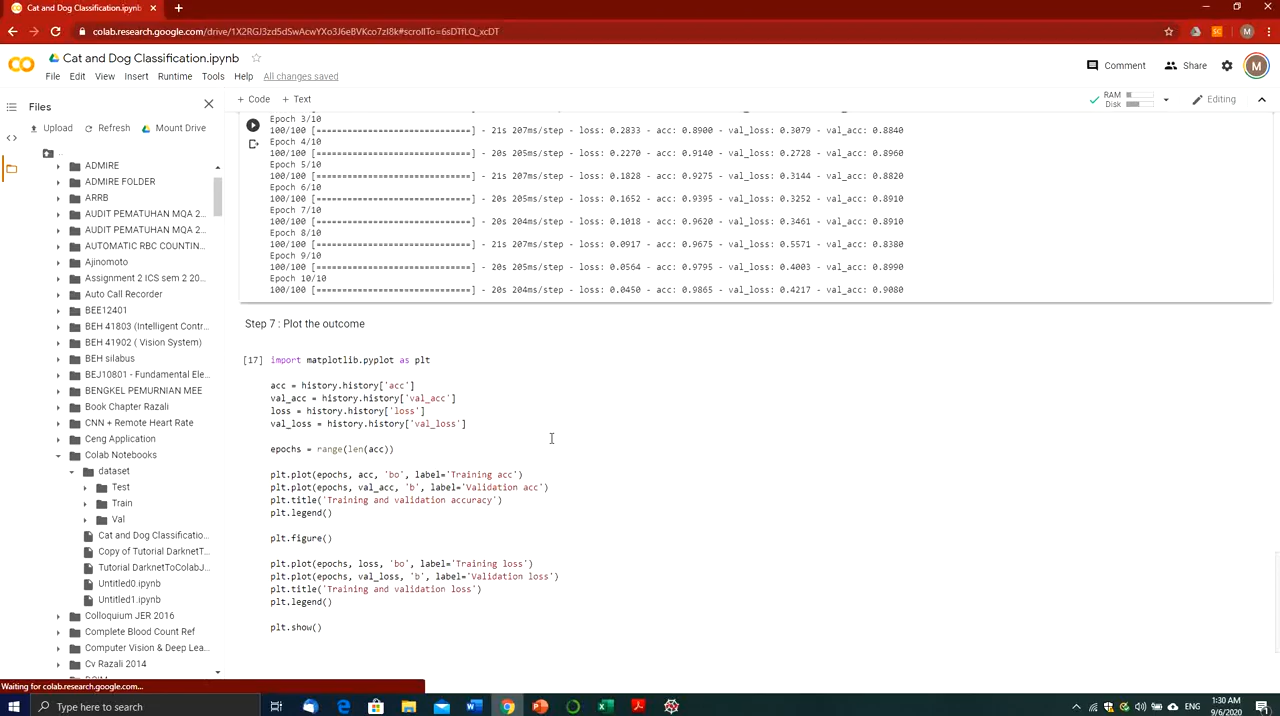 Cat and Dog Classification.ipynb
colab.research.google.com/drive/1X2RGJ3zd5dSwAcwYXo3J6eBVKco7zI8k#scrollTo=6sDTfLQ_xcDT
SC
M
CO
Cat and Dog Classification.ipynb
Comment
Share
M
File Edit View Insert Runtime Tools Help All changes saved
Files
+ Code + Text
RAM
Disk
Editing
Upload Refresh Mount Drive
..
ADMIRE
ADMIRE FOLDER
ARRB
AUDIT PEMATUHAN MQA 2...
AUDIT PEMATUHAN MQA 2...
AUTOMATIC RBC COUNTIN...
Ajinomoto
Assignment 2 ICS sem 2 20...
Auto Call Recorder
BEE12401
BEH 41803 (Intelligent Contr...
BEH 41902 ( Vision System)
BEH silabus
BEJ10801 - Fundamental Ele...
BENGKEL PEMURNIAN MEE
Book Chapter Razali
CNN + Remote Heart Rate
Ceng Application
Colab Notebooks
dataset
Test
Train
Val
Cat and Dog Classificatio...
Copy of Tutorial DarknetT...
Tutorial DarknetToColabJ...
Untitled0.ipynb
Untitled1.ipynb
Colloquium JER 2016
Complete Blood Count Ref
Computer Vision & Deep Lea...
Cv Razali 2014
Epoch 3/10
100/100 [==============================] - 21s 207ms/step - loss: 0.2833 - acc: 0.8900 - val_loss: 0.3079 - val_acc: 0.8840
Epoch 4/10
100/100 [==============================] - 20s 205ms/step - loss: 0.2270 - acc: 0.9140 - val_loss: 0.2728 - val_acc: 0.8960
Epoch 5/10
100/100 [==============================] - 21s 207ms/step - loss: 0.1828 - acc: 0.9275 - val_loss: 0.3144 - val_acc: 0.8820
Epoch 6/10
100/100 [==============================] - 20s 205ms/step - loss: 0.1652 - acc: 0.9395 - val_loss: 0.3252 - val_acc: 0.8910
Epoch 7/10
100/100 [==============================] - 20s 204ms/step - loss: 0.1018 - acc: 0.9620 - val_loss: 0.3461 - val_acc: 0.8910
Epoch 8/10
100/100 [==============================] - 21s 207ms/step - loss: 0.0917 - acc: 0.9675 - val_loss: 0.5571 - val_acc: 0.8380
Epoch 9/10
100/100 [==============================] - 20s 205ms/step - loss: 0.0564 - acc: 0.9795 - val_loss: 0.4003 - val_acc: 0.8990
Epoch 10/10
100/100 [==============================] - 20s 204ms/step - loss: 0.0450 - acc: 0.9865 - val_loss: 0.4217 - val_acc: 0.9080
Step 7 : Plot the outcome
[17] import matplotlib.pyplot as plt
acc = history.history['acc']
val_acc = history.history['val_acc']
loss = history.history['loss']
val_loss = history.history['val_loss']
epochs = range(len(acc))
plt.plot(epochs, acc, 'bo', label='Training acc')
plt.plot(epochs, val_acc, 'b', label='Validation acc')
plt.title('Training and validation accuracy')
plt.legend()
plt.figure()
plt.plot(epochs, loss, 'bo', label='Training loss')
plt.plot(epochs, val_loss, 'b', label='Validation loss')
plt.title('Training and validation loss')
plt.legend()
plt.show()
Waiting for colab.research.google.com...
Type here to search
ENG
1:30 AM
9/6/2020